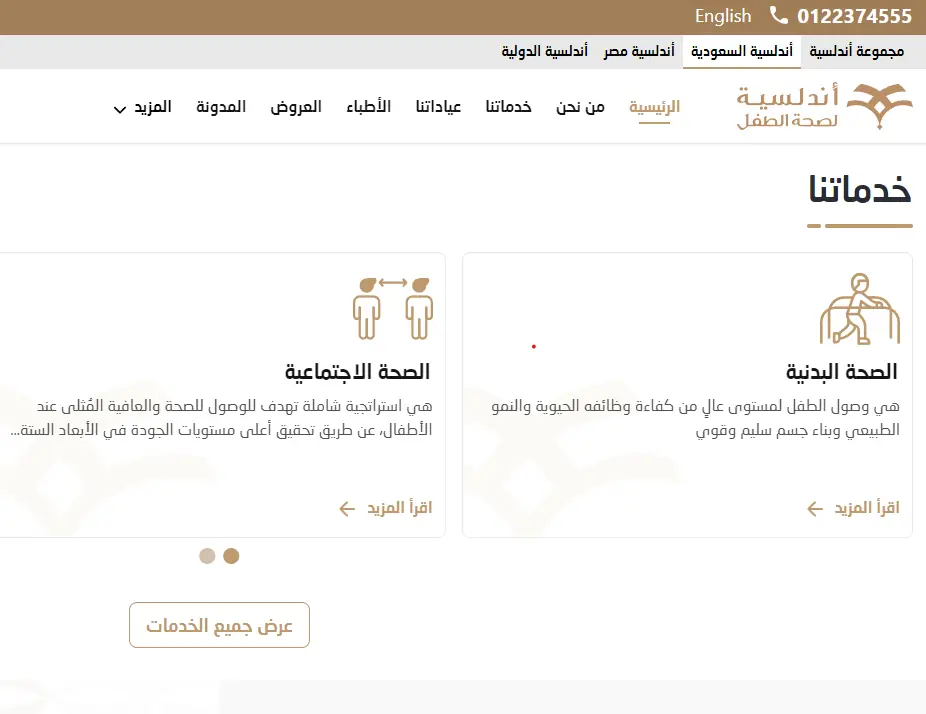 0122374555 English
مجموعة أندلسية أندلسية السعودية أندلسية مصر أندلسية الدولية
أندلسية
لصحة الطفل
الرئيسية من نحن خدماتنا عياداتنا الأطباء العروض المدونة المزيد
خدماتنا
الصحة البدنية
هي وصول الطفل لمستوى عالٍ من كفاءة وظائفه الحيوية والنمو
الطبيعي وبناء جسم سليم وقوي
اقرأ المزيد
الصحة الاجتماعية
هي استراتجية شاملة تهدف للوصول للصحة والعافية المُثلى عند
الأطفال، عن طريق تحقيق أعلى مستويات الجودة في الأبعاد الستة...
اقرأ المزيد
عرض جميع الخدمات